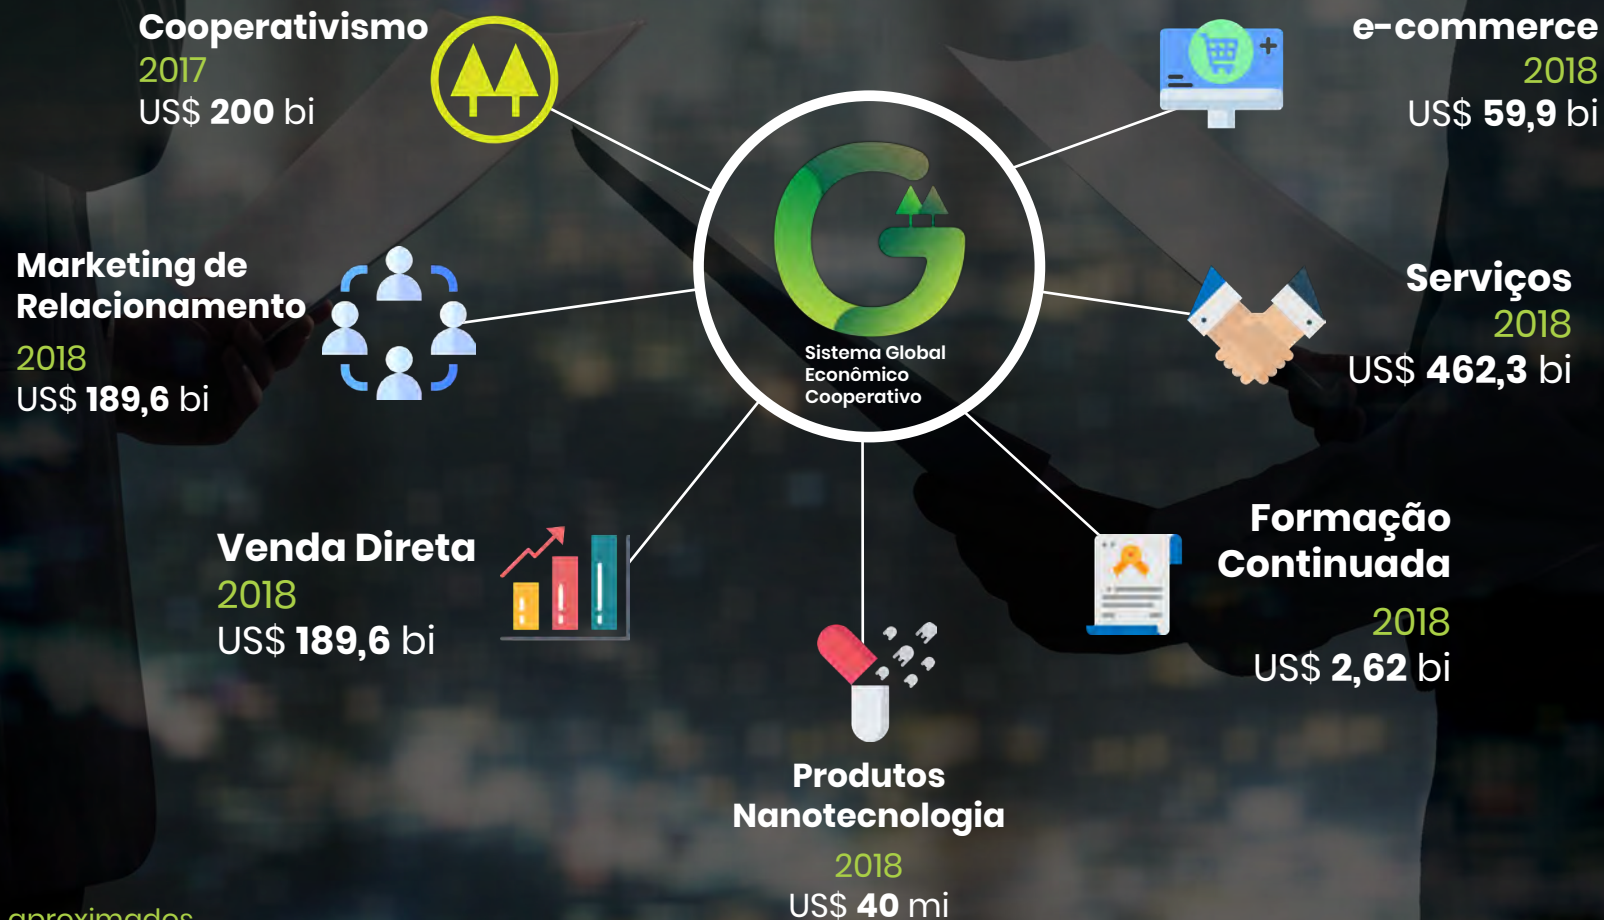 Cooperativismo
2017
US$ 200 bi
e-commerce
2018
US$ 59,9 bi
Marketing de
Relacionamento
2018
US$ 189,6 bi
Sistema Global
Econômico
Cooperativo
Serviços
2018
US$ 462,3 bi
Venda Direta
2018
US$ 189,6 bi
Formação
Continuada
2018
US$ 2,62 bi
Produtos
Nanotecnologia
2018
US$ 40 mi
aproximados